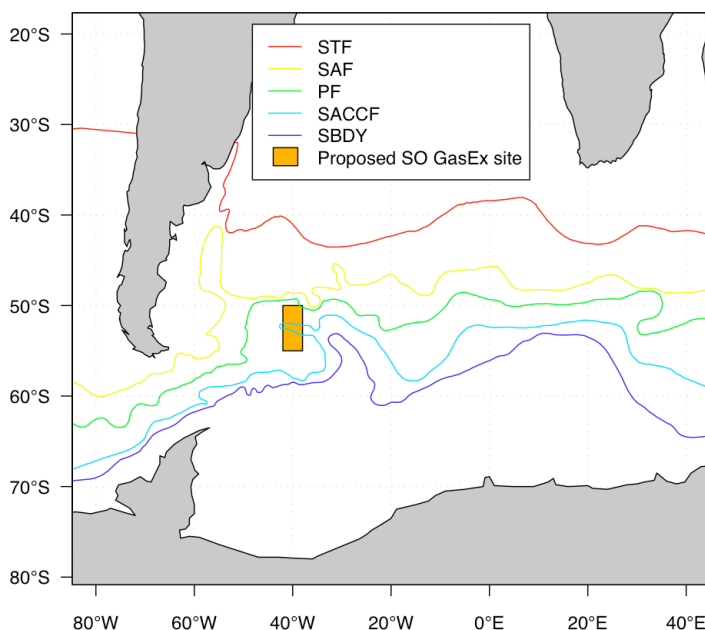 STF
SAF
PF
SACCF
SBDY
Proposed SO GasEx site
20°S
30°S
40°S
50°S
60°S
70°S
80°S
80°W 60°W 40°W 20°W 0°E 20°E 40°E